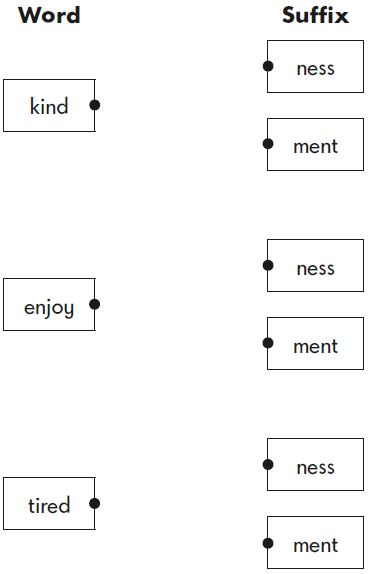 Word Suffix
ness
kind
ment
ness
enjoy
ment
ness
tired
ment